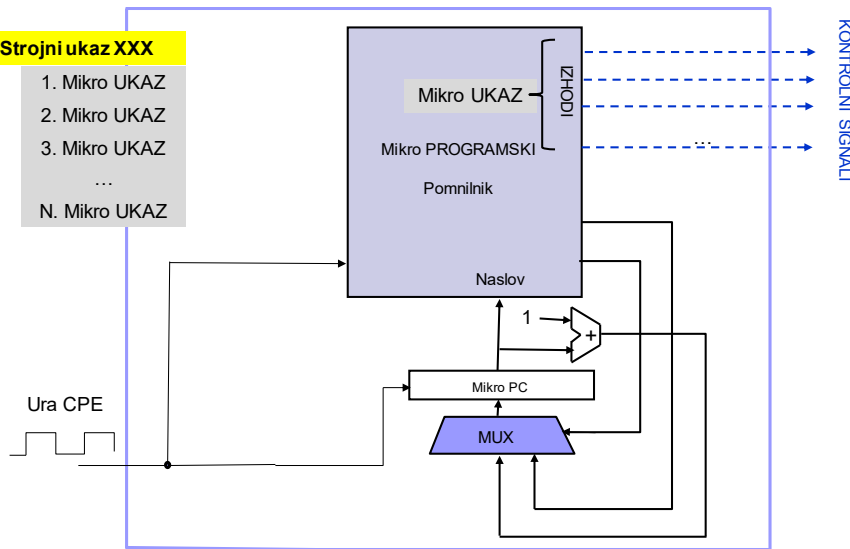 Strojni ukaz XXX
1. Mikro UKAZ
2. Mikro UKAZ
3. Mikro UKAZ
…
N. Mikro UKAZ
Mikro UKAZ
IZHODI
Mikro PROGRAMSKI
Pomnilnik
Naslov
…
KONTROLNI SIGNALI
1
+
Mikro PC
MUX
Ura CPE